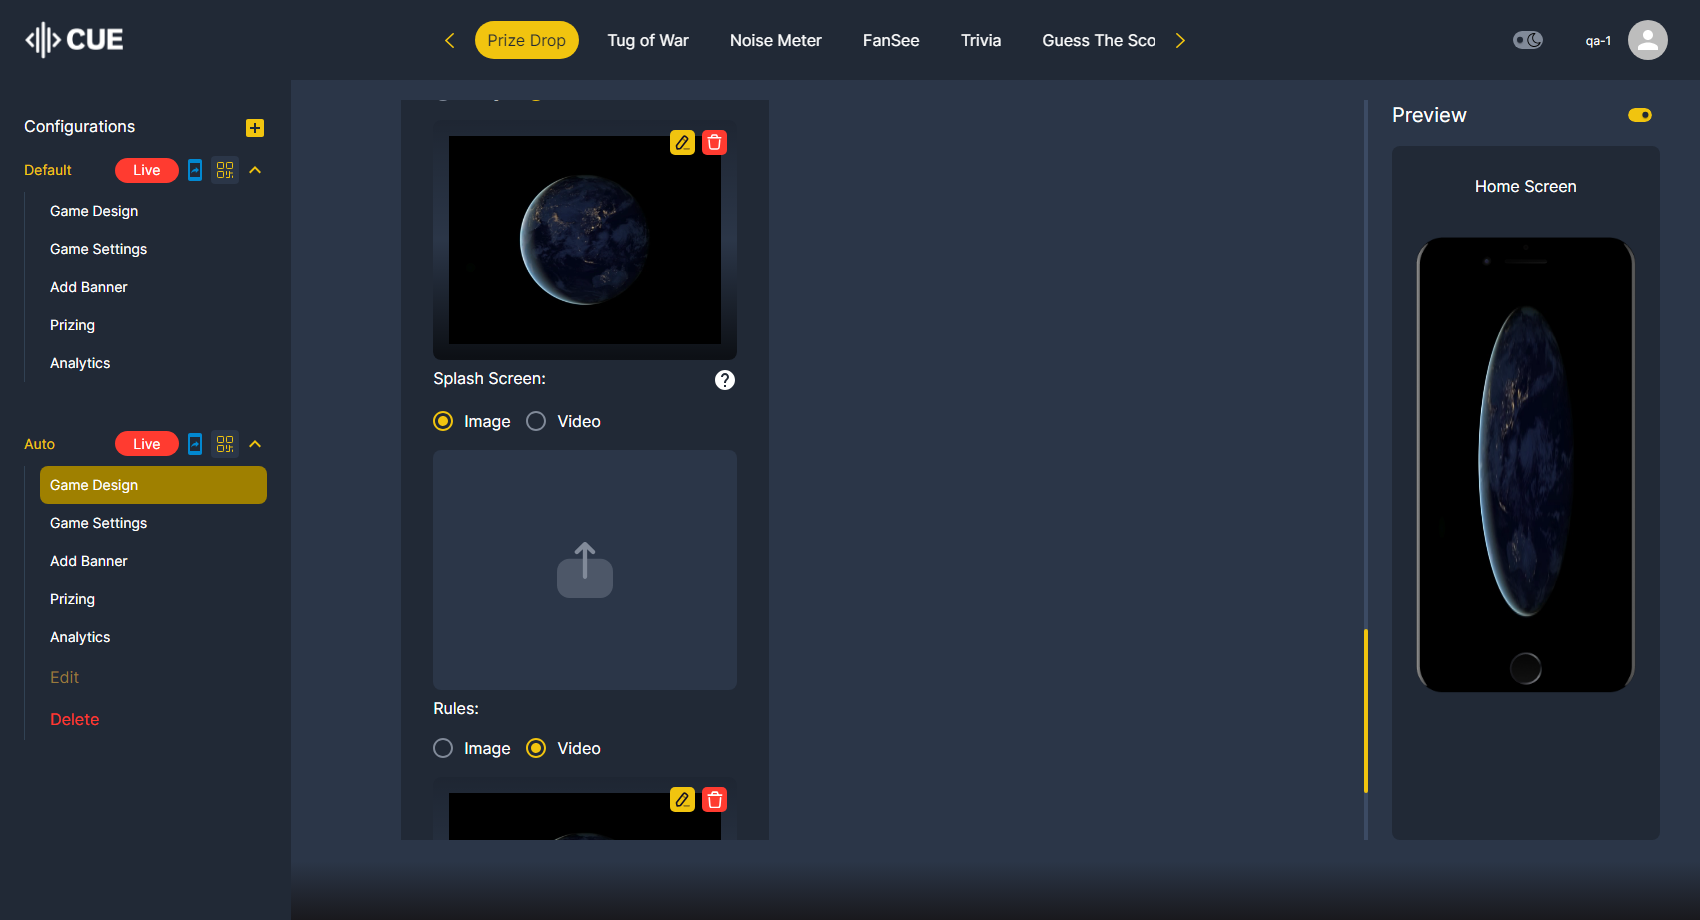 CUE
Prize Drop
Tug of War
Noise Meter
FanSee
Trivia
Guess The Sco
qa-1
Configurations
Default
Live
Game Design
Game Settings
Add Banner
Prizing
Analytics
Auto
Live
Game Design
Game Settings
Add Banner
Prizing
Analytics
Edit
Delete
Splash Screen:
?
Image
Video
Rules:
Image
Video
Preview
Home Screen